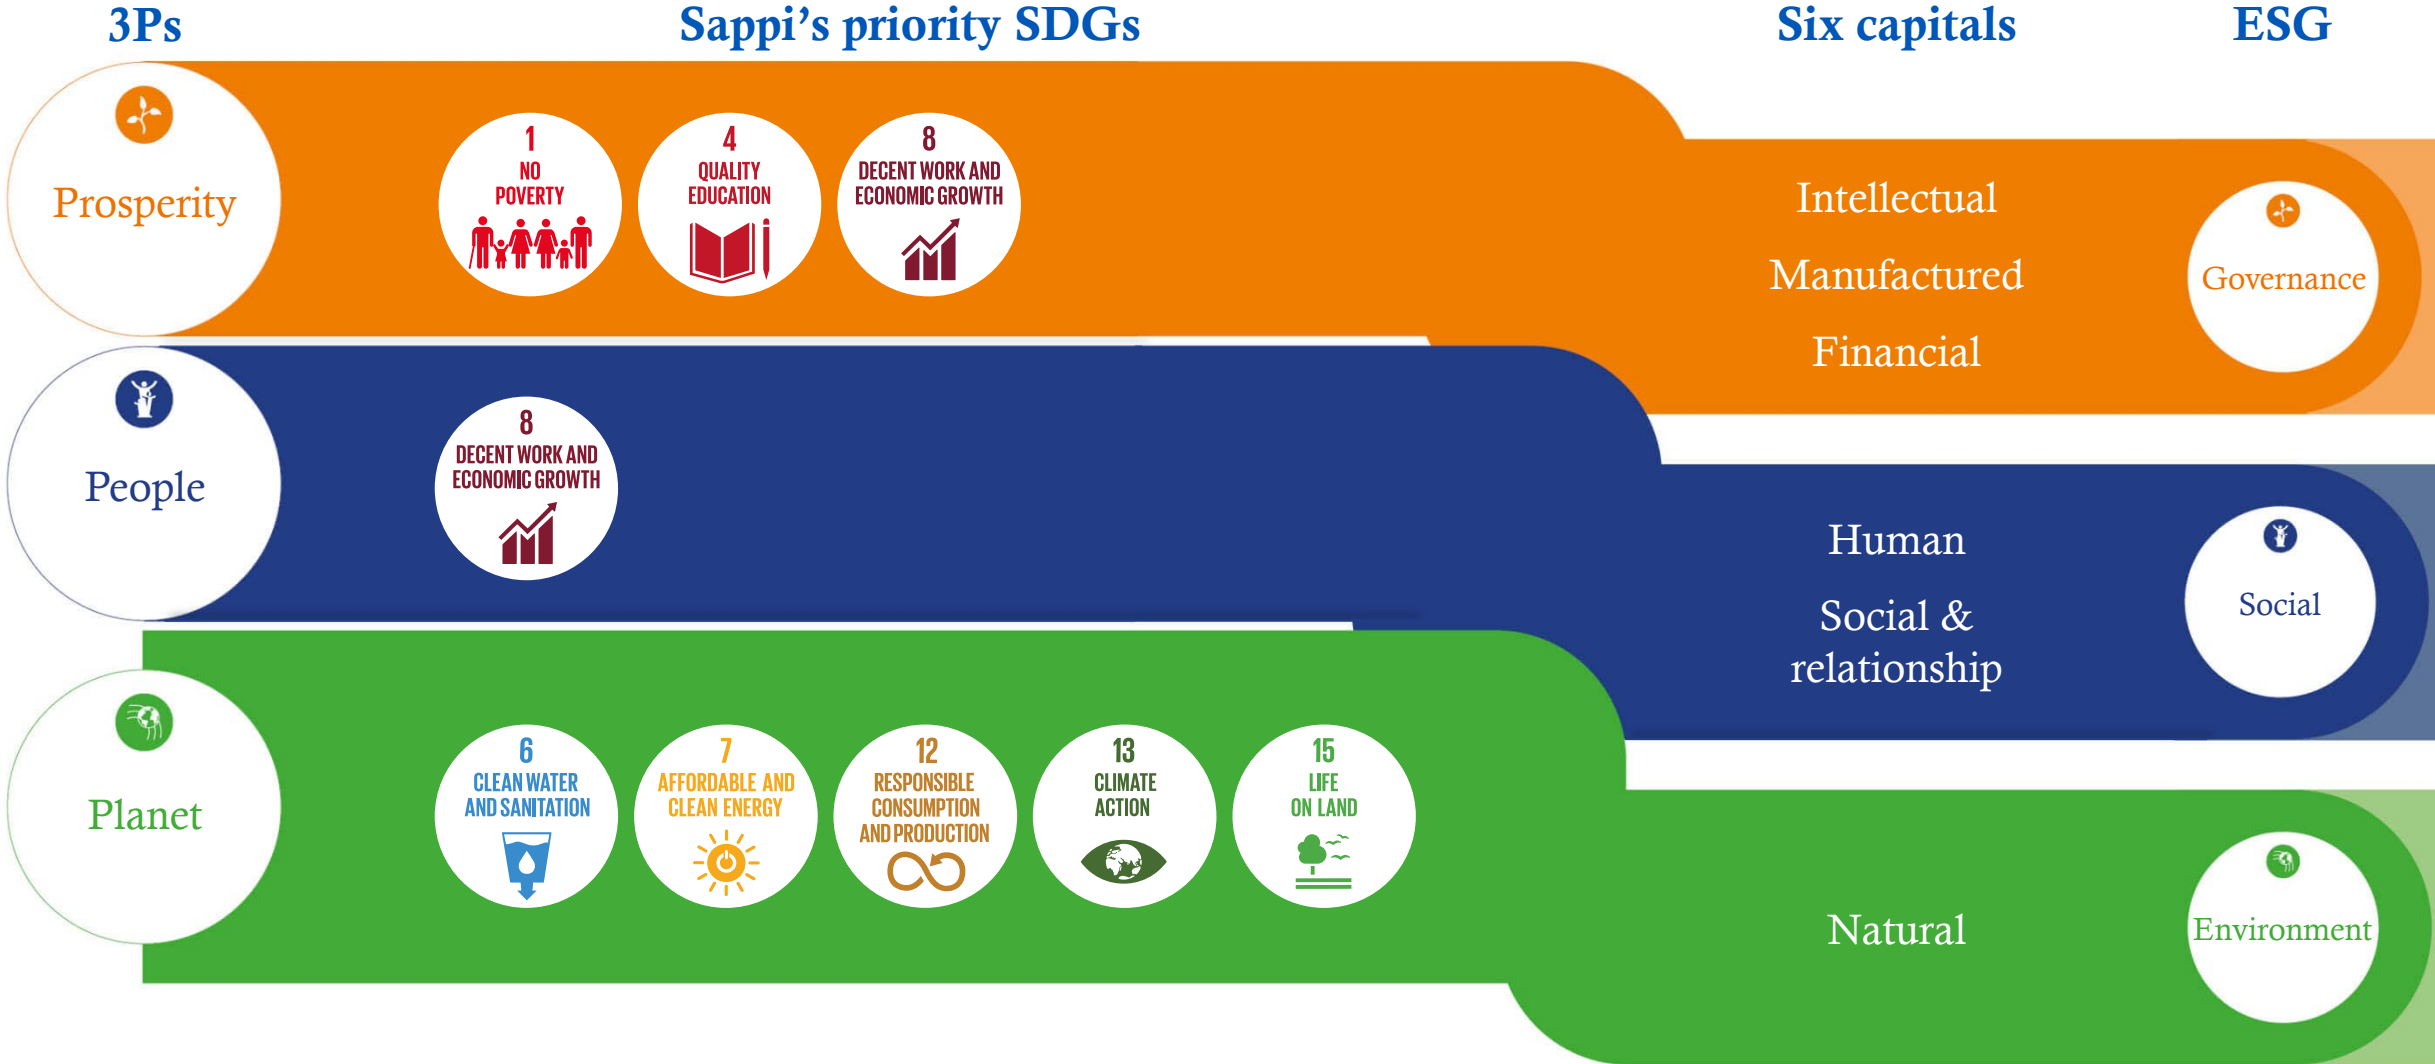 3Ps
Sappi's priority SDGs
Six capitals
ESG
Prosperity
1
NO
POVERTY
4
QUALITY
EDUCATION
8
DECENT WORK AND
ECONOMIC GROWTH
Intellectual
Manufactured
Financial
Governance
People
8
DECENT WORK AND
ECONOMIC GROWTH
Human
Social &
relationship
Social
Planet
6
CLEAN WATER
AND SANITATION
7
AFFORDABLE AND
CLEAN ENERGY
12
RESPONSIBLE
CONSUMPTION
AND PRODUCTION
13
CLIMATE
ACTION
15
LIFE
ON LAND
Natural
Environment